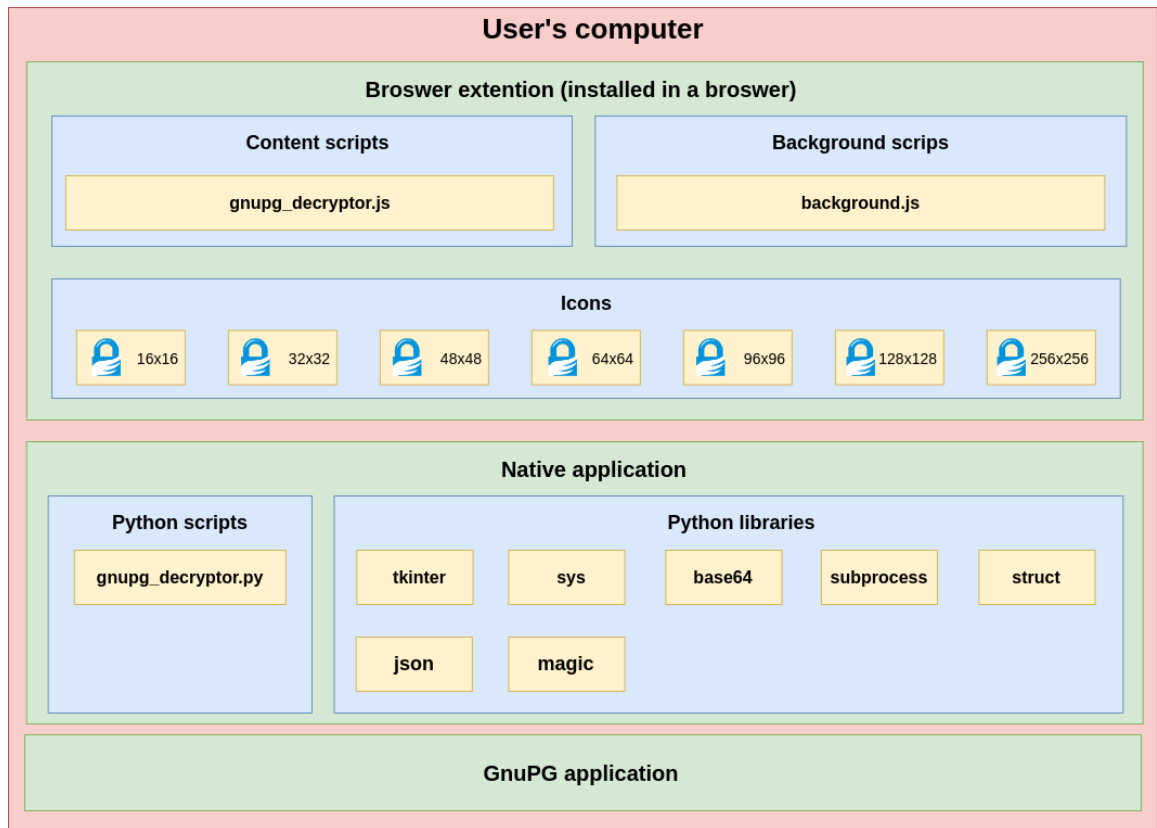 User's computer
Broswer extention (installed in a broswer)
Content scripts
Background scrips
gnupg_decryptor.js
background.js
Icons
16x16
32x32
48x48
64x64
96x96
128x128
256x256
Native application
Python scripts
Python libraries
gnupg_decryptor.py
tkinter
sys
base64
subprocess
struct
json
magic
GnuPG application